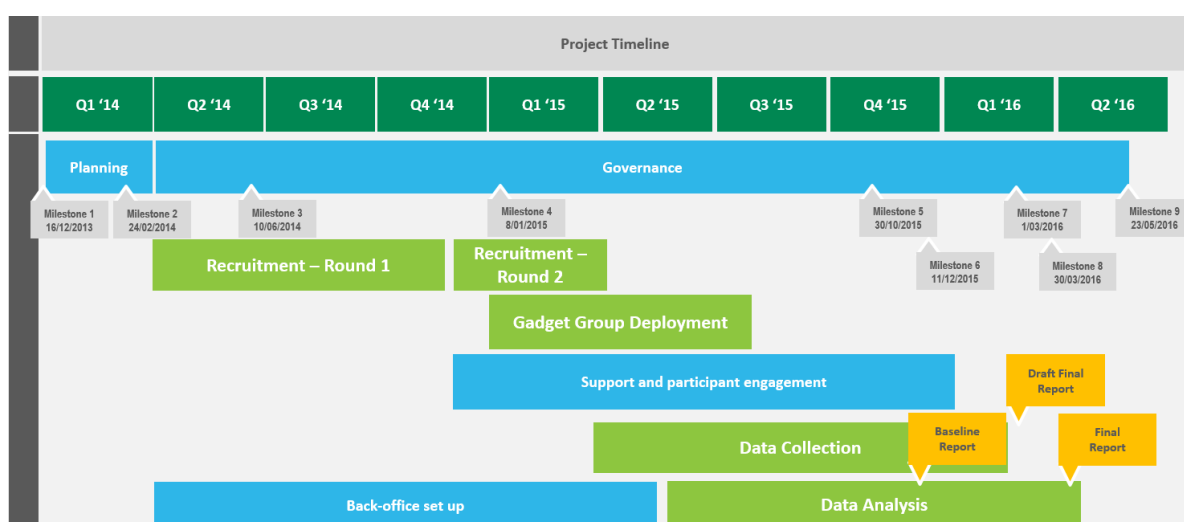 Project Timeline
Q1 ‘14
Q2 ‘14
Q3 ‘14
Q4 ‘14
Q1 ‘15
Q2 ‘15
Q3 ‘15
Q4 ‘15
Q1 ‘16
Q2 ‘16
Planning
Governance
Milestone 1
16/12/2013
Milestone 2
24/02/2014
Milestone 3
10/06/2014
Milestone 4
8/01/2015
Milestone 5
30/10/2015
Milestone 7
1/03/2016
Milestone 9
23/05/2016
Milestone 6
11/12/2015
Milestone 8
30/03/2016
Recruitment – Round 1
Recruitment –
Round 2
Gadget Group Deployment
Support and participant engagement
Draft Final
Report
Data Collection
Baseline
Report
Final
Report
Back-office set up
Data Analysis